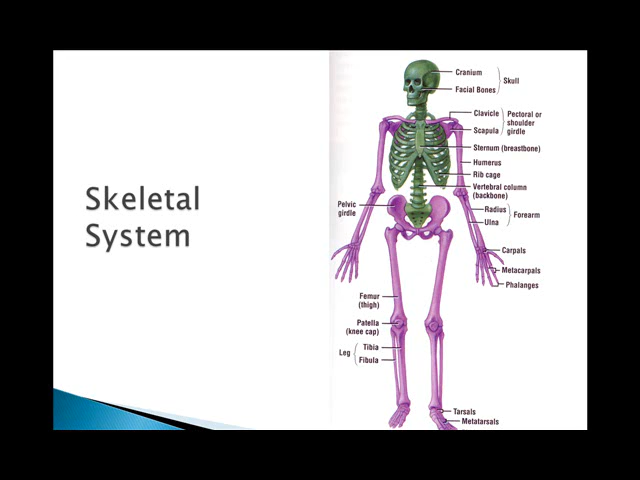 Skeletal
System
Cranium
Skull
Facial Bones
Clavicle
Pectoral or
shoulder
girdle
Scapula
Sternum (breastbone)
Humerus
Rib cage
Vertebral column
(backbone)
Pelvic
girdle
Radius
Forearm
Ulna
Carpals
Metacarpals
Phalanges
Femur
(thigh)
Patella
(knee cap)
Leg
Tibia
Fibula
Tarsals
Metatarsals